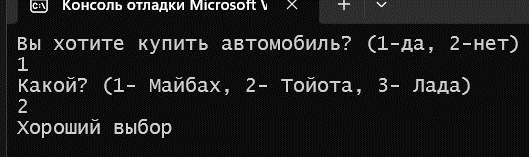 Консоль отладки Microsoft V
Вы хотите купить автомобиль? (1-да, 2-нет)
1
Какой? (1- Майбах, 2- Тойота, 3- Лада)
2
Хороший выбор